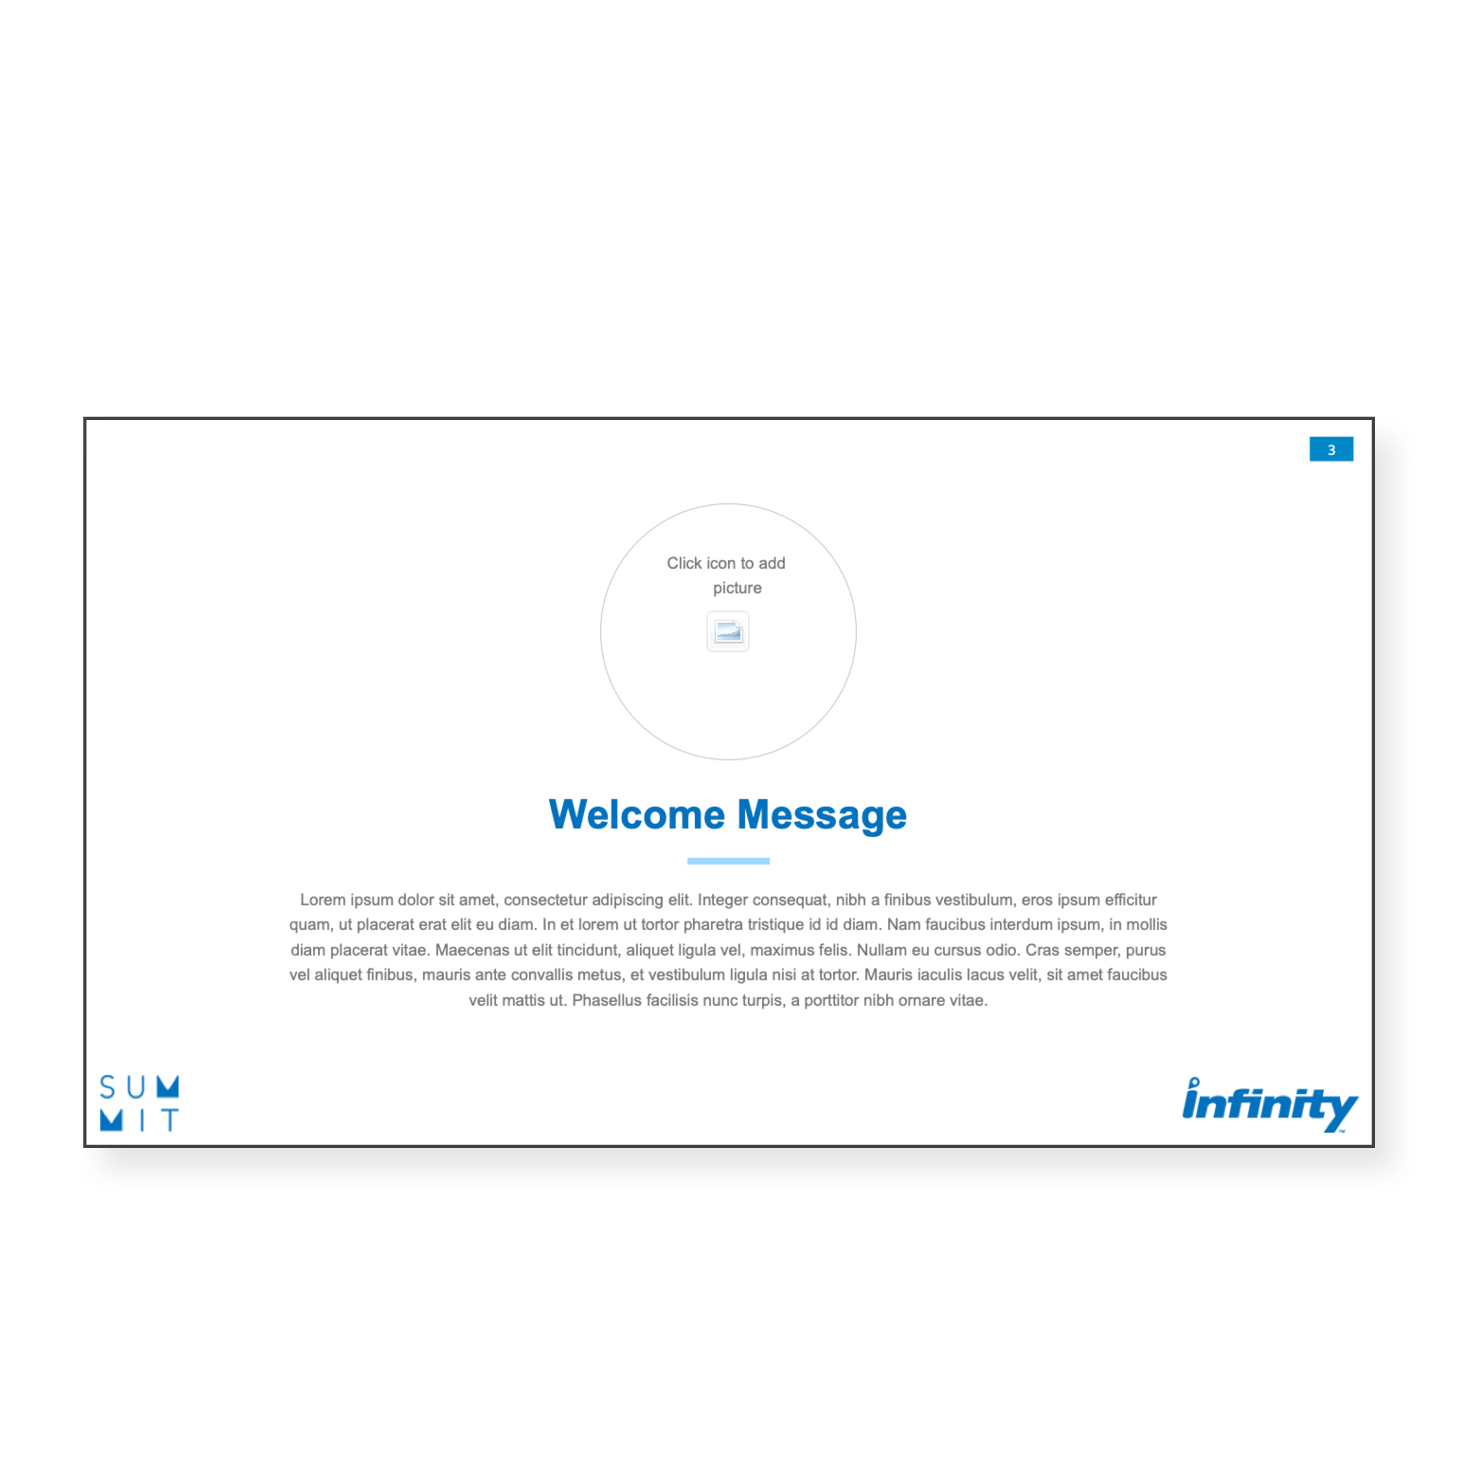 3
Click icon to add
picture
Welcome Message
Lorem ipsum dolor sit amet, consectetur adipiscing elit. Integer consequat, nibh a finibus vestibulum, eros ipsum efficitur
quam, ut placerat erat elit eu diam. In et lorem ut tortor pharetra tristique id id diam. Nam faucibus interdum ipsum, in mollis
diam placerat vitae. Maecenas ut elit tincidunt, aliquet ligula vel, maximus felis. Nullam eu cursus odio. Cras semper, purus
vel aliquet finibus, mauris ante convallis metus, et vestibulum ligula nisi at tortor. Mauris iaculis lacus velit, sit amet faucibus
velit mattis ut. Phasellus facilisis nunc turpis, a porttitor nibh ornare vitae.
SUM
MIT
infinity™